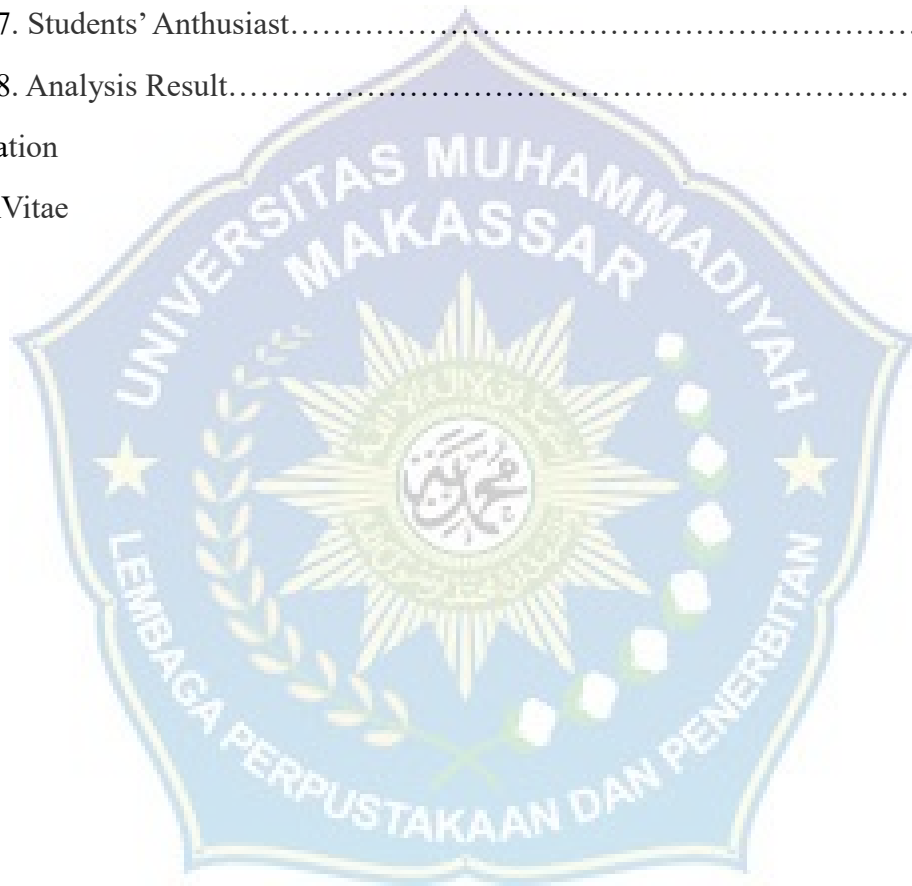 7. Students’ Anthusiast……………………………………………………………
8. Analysis Result…………………………………………………………………
ation
Vitae
UNIVERSITAS MUHAMMADIYAH
MAKASSAR
LEMBAGA PERPUSTAKAAN DAN PENERBITAN